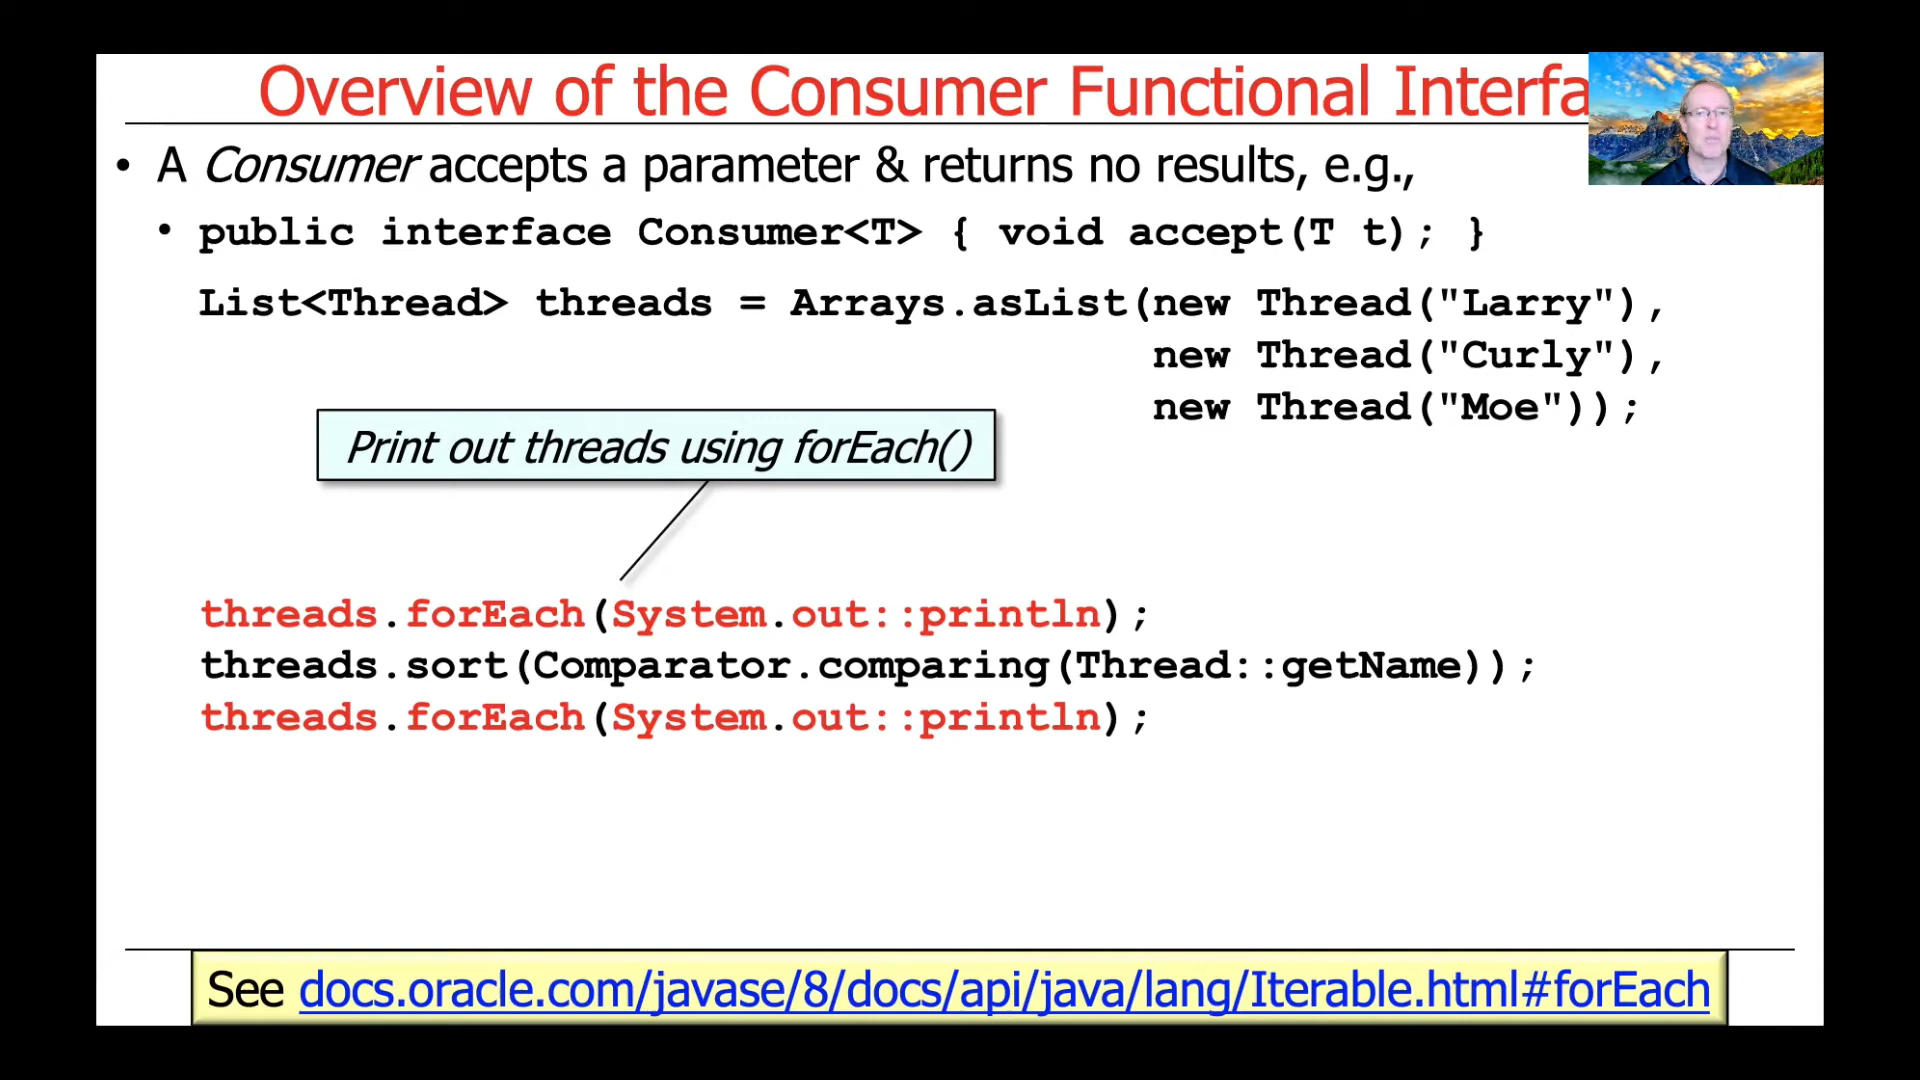 Overview of the Consumer Functional Interfa
• A Consumer accepts a parameter & returns no results, e.g.,
• public interface Consumer<T> { void accept(T t); }
List<Thread> threads = Arrays.asList(new Thread("Larry"),
new Thread("Curly"),
new Thread("Moe"));
Print out threads using forEach()
threads.forEach(System.out::println);
threads.sort(Comparator.comparing(Thread::getName));
threads.forEach(System.out::println);
See docs.oracle.com/javase/8/docs/api/java/lang/Iterable.html#forEach